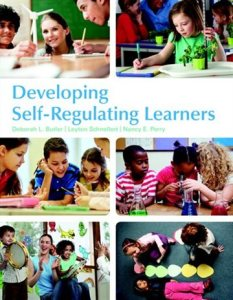 Developing
Self-Regulating Learners
Deborah L. Butler | Leyton Schnellert | Nancy E. Perry